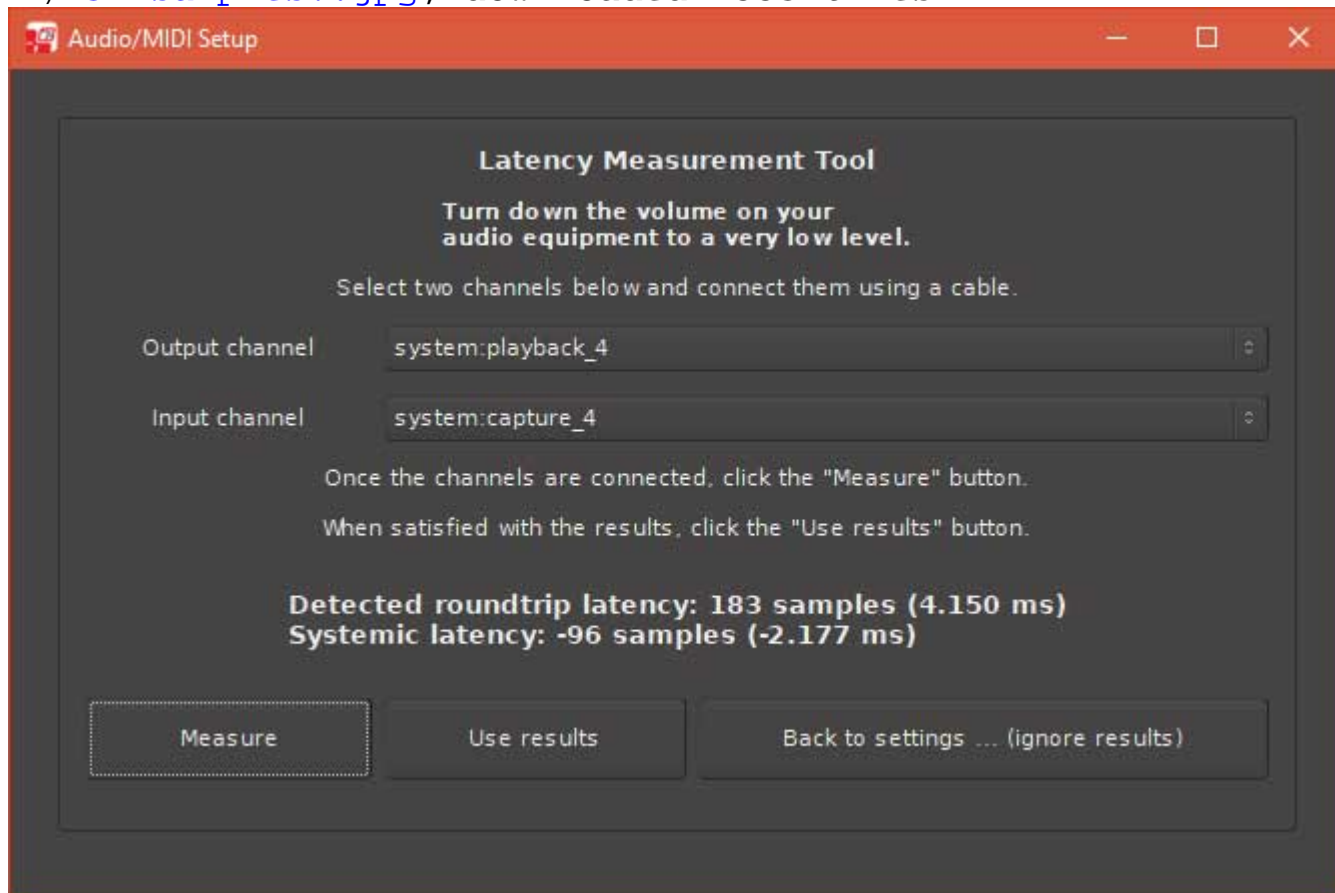 Audio/MIDI Setup
Latency Measurement Tool
Turn down the volume on your
audio equipment to a very low level.
Select two channels below and connect them using a cable.
Output channel system:playback_4
Input channel system:capture_4
Once the channels are connected, click the "Measure" button.
When satisfied with the results, click the "Use results" button.
Detected roundtrip latency: 183 samples (4.150 ms)
Systemic latency: -96 samples (-2.177 ms)
Measure Use results Back to settings ... (ignore results)